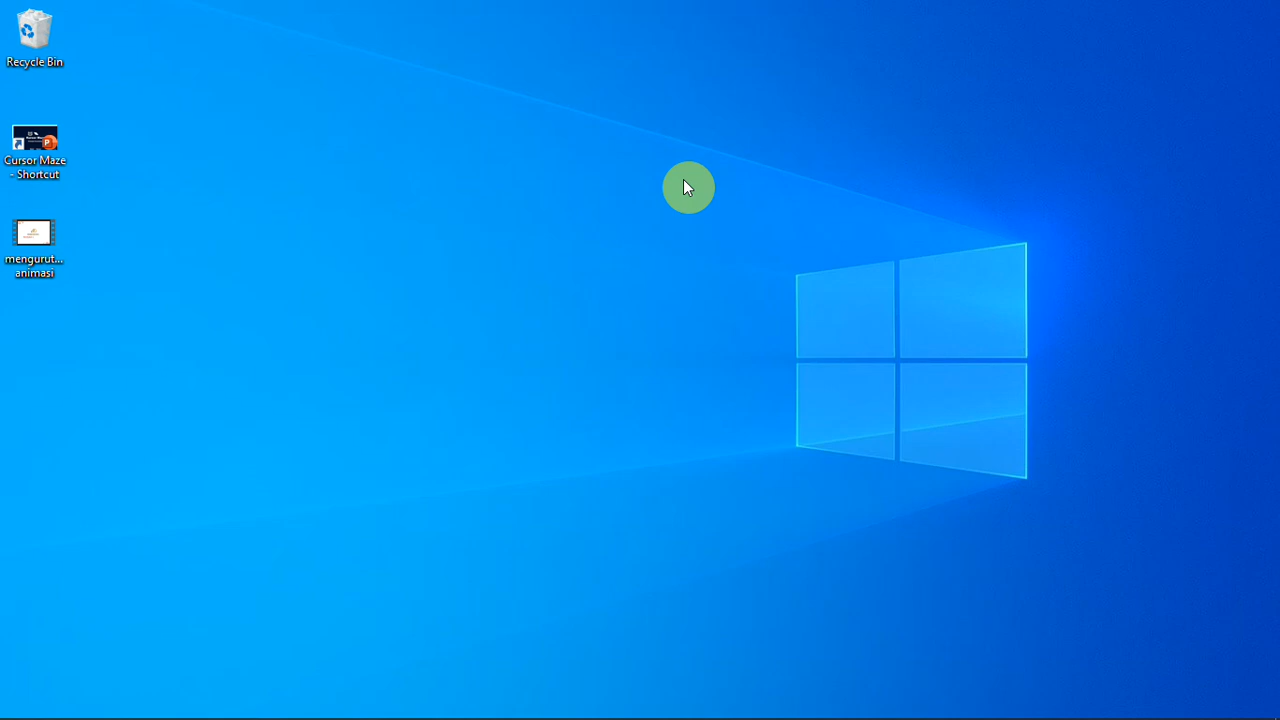 Recycle Bin
Cursor Maze
- Shortcut
mengurut...
animasi